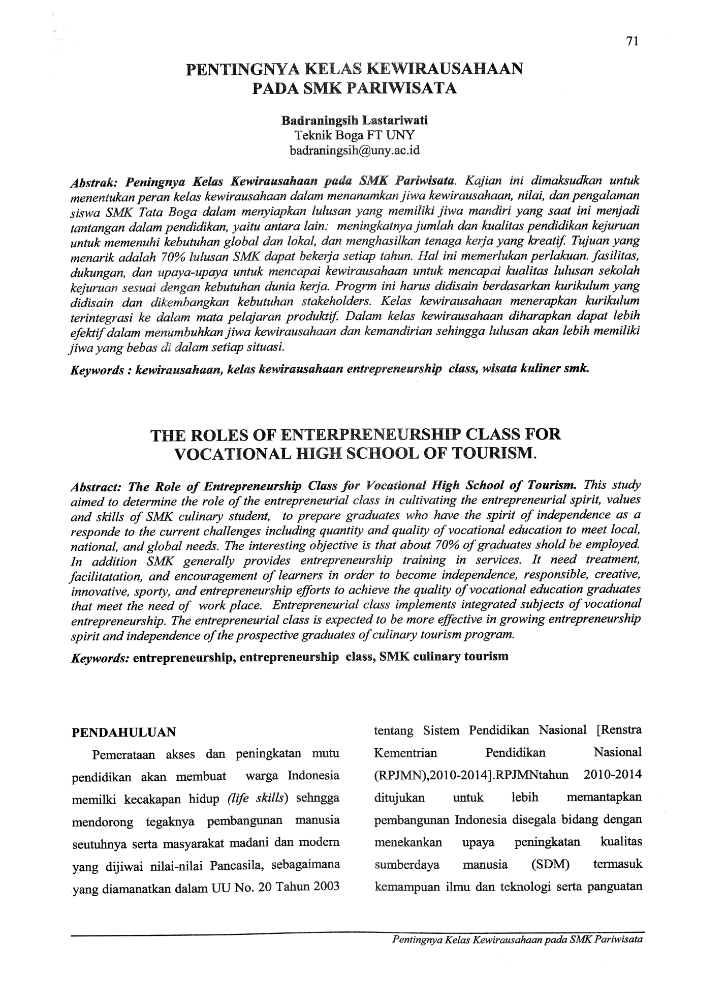 71
PENTINGNYA KELAS KEWIRAUSAHAAN
PADA SMK PARIWISATA
Badraningsih Lastariwati
Teknik Boga FT UNY
badraningsih@uny.ac.id
Abstrak: Peningnya Kelas Kewirausahaan pada SMK Pariwisata. Kajian ini dimaksudkan untuk
menentukan peran kelas kewirausahaan dalam menanamkan jiwa kewirausahaan, nilai, dan pengalaman
siswa SMK Tata Boga dalam menyiapkan lulusan yang memiliki jiwa mandiri yang saat ini menjadi
tantangan dalam pendidikan, yaitu antara lain: meningkatnya jumlah dan kualitas pendidikan kejuruan
untuk memenuhi kebutuhan global dan lokal, dan menghasilkan tenaga kerja yang kreatif. Tujuan yang
menarik adalah 70% lulusan SMK dapat bekerja setiap tahun. Hal ini memerlukan perlakuan. fasilitas,
dukungan, dan upaya-upaya untuk mencapai kewirausahaan untuk mencapai kualitas lulusan sekolah
kejuruan sesuai dengan kebutuhan dunia kerja. Progrm ini harus didisain berdasarkan kurikulum yang
didisain dan dikembangkan kebutuhan stakeholders. Kelas kewirausahaan menerapkan kurikulum
terintegrasi ke dalam mata pelajaran produktif. Dalam kelas kewirausahaan diharapkan dapat lebih
efektif dalam menumbuhkan jiwa kewirausahaan dan kemandirian sehingga lulusan akan lebih memiliki
jiwa yang bebas di dalam setiap situasi.
Keywords : kewirausahaan, kelas kewirausahaan entrepreneurship class, wisata kuliner smk.
THE ROLES OF ENTERPRENEURSHIP CLASS FOR
VOCATIONAL HIGH SCHOOL OF TOURISM.
Abstract: The Role of Entrepreneurship Class for Vocational High School of Tourism. This study
aimed to determine the role of the entrepreneurial class in cultivating the entrepreneurial spirit, values
and skills of SMK culinary student, to prepare graduates who have the spirit of independence as a
responde to the current challenges including quantity and quality of vocational education to meet local,
national, and global needs. The interesting objective is that about 70% of graduates shold be employed.
In addition SMK generally provides entrepreneurship training in services. It need treatment,
facilitatation, and encouragement of learners in order to become independence, responsible, creative,
innovative, sporty, and entrepreneurship efforts to achieve the quality of vocational education graduates
that meet the need of work place. Entrepreneurial class implements integrated subjects of vocational
entrepreneurship. The entrepreneurial class is expected to be more effective in growing entrepreneurship
spirit and independence of the prospective graduates of culinary tourism program.
Keywords: entrepreneurship, entrepreneurship class, SMK culinary tourism
PENDAHULUAN
Pemerataan akses dan peningkatan mutu
pendidikan akan membuat warga Indonesia
memilki kecakapan hidup (life skills) sehngga
mendorong tegaknya pembangunan manusia
seutuhnya serta masyarakat madani dan modern
yang dijiwai nilai-nilai Pancasila, sebagaimana
yang diamanatkan dalam UU No. 20 Tahun 2003
tentang Sistem Pendidikan Nasional [Renstra
Kementrian Pendidikan Nasional
(RPJMN),2010-2014].RPJMNtahun 2010-2014
ditujukan untuk lebih memantapkan
pembangunan Indonesia disegala bidang dengan
menekankan upaya peningkatan kualitas
sumberdaya manusia (SDM) termasuk
kemampuan ilmu dan teknologi serta panguatan
Pentingnya Kelas Kewirausahaan pada SMK Pariwisata